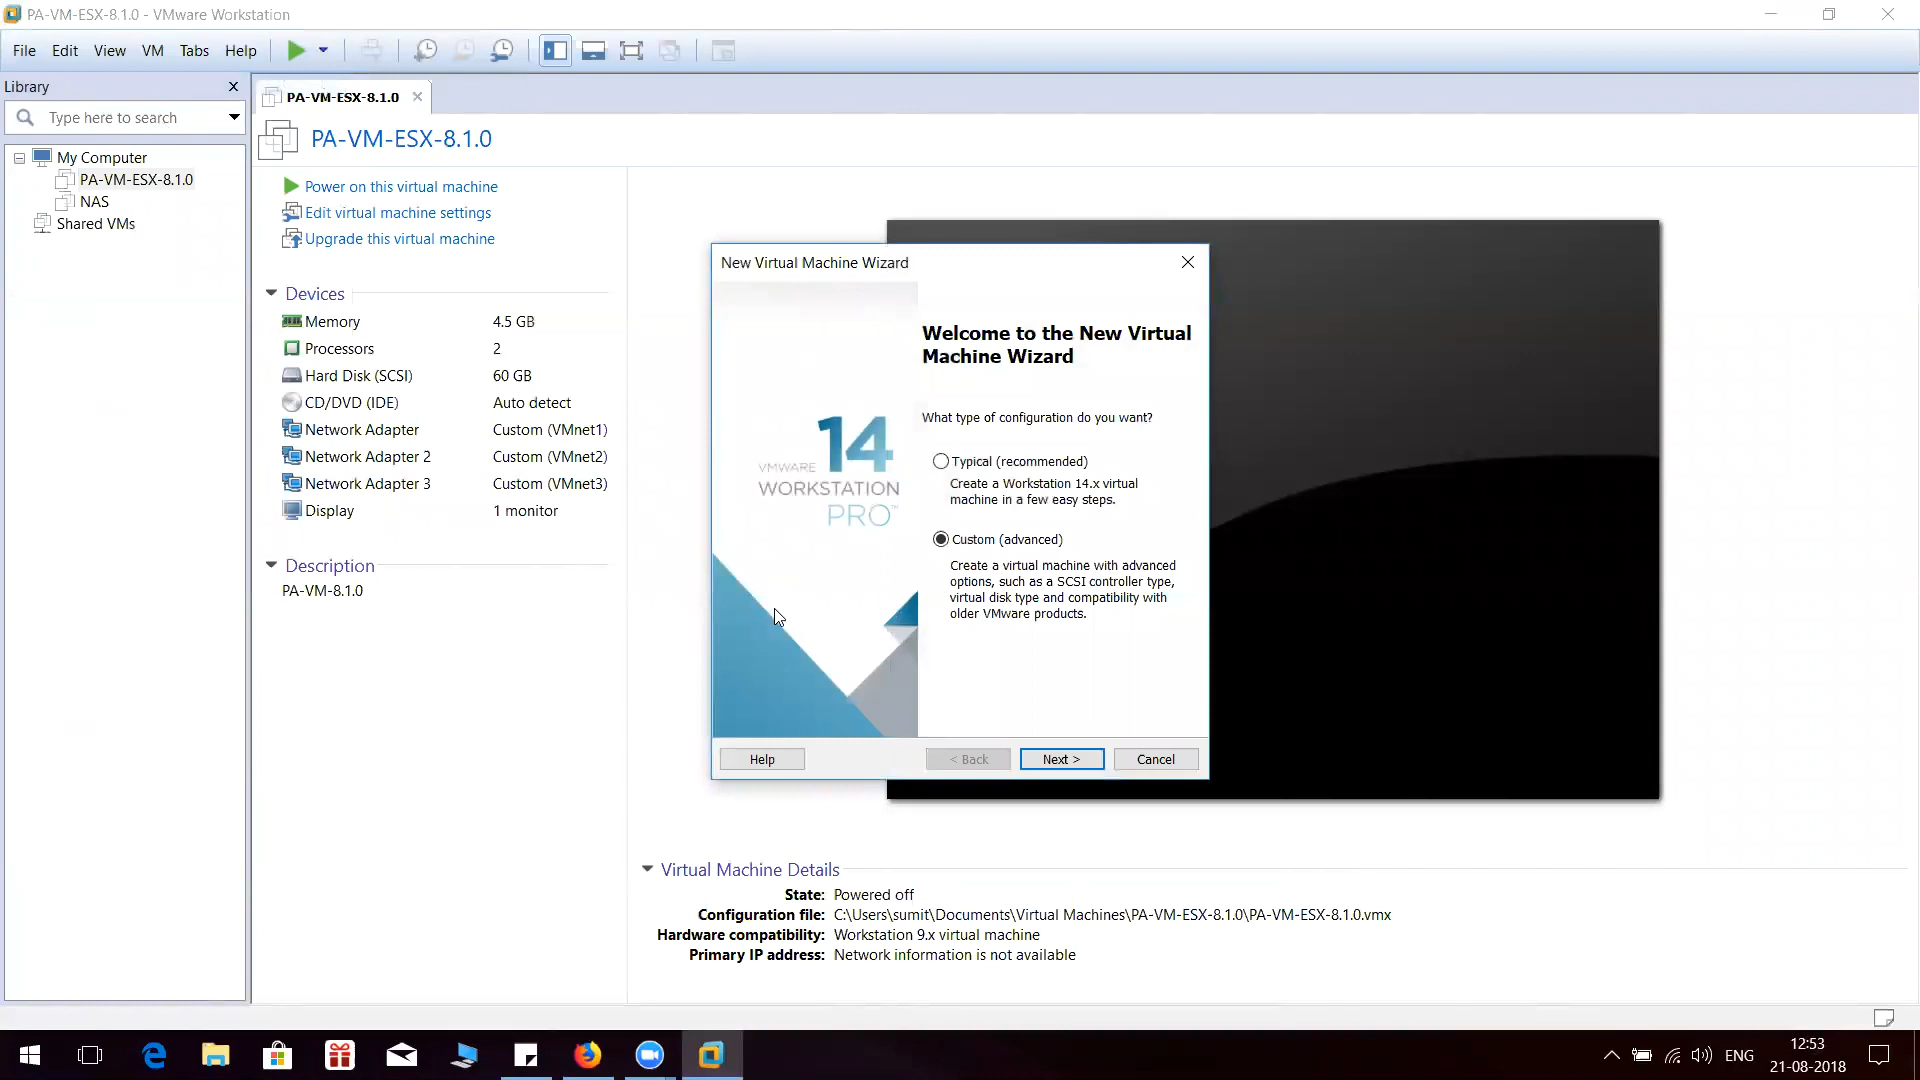 PA-VM-ESX-8.1.0 - VMware Workstation
File Edit View VM Tabs Help
Library
PA-VM-ESX-8.1.0
Type here to search
PA-VM-ESX-8.1.0
My Computer
PA-VM-ESX-8.1.0
NAS
Shared VMs
Power on this virtual machine
Edit virtual machine settings
Upgrade this virtual machine
Devices
Memory 4.5 GB
Processors 2
Hard Disk (SCSI) 60 GB
CD/DVD (IDE) Auto detect
Network Adapter Custom (VMnet1)
Network Adapter 2 Custom (VMnet2)
Network Adapter 3 Custom (VMnet3)
Display 1 monitor
Description
PA-VM-8.1.0
New Virtual Machine Wizard
VMWARE 14
WORKSTATION
PRO™
Welcome to the New Virtual
Machine Wizard
What type of configuration do you want?
Typical (recommended)
Create a Workstation 14.x virtual
machine in a few easy steps.
Custom (advanced)
Create a virtual machine with advanced
options, such as a SCSI controller type,
virtual disk type and compatibility with
older VMware products.
Help < Back Next > Cancel
Virtual Machine Details
State: Powered off
Configuration file: C:\Users\sumit\Documents\Virtual Machines\PA-VM-ESX-8.1.0\PA-VM-ESX-8.1.0.vmx
Hardware compatibility: Workstation 9.x virtual machine
Primary IP address: Network information is not available
ENG
12:53
21-08-2018